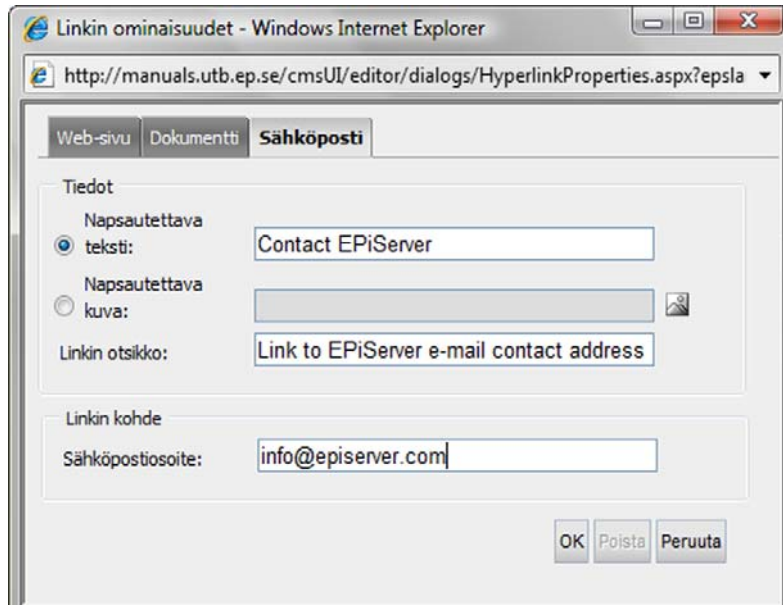 Linkin ominaisuudet - Windows Internet Explorer
http://manuals.utb.ep.se/cmsUI/editor/dialogs/HyperlinkProperties.aspx?epsla
Web-sivu Dokumentti Sähköposti
Tiedot
Napsautettava
teksti: Contact EPiServer
Napsautettava
kuva:
Linkin otsikko: Link to EPiServer e-mail contact address
Linkin kohde
Sähköpostiosoite: info@episerver.com
OK Poista Peruuta